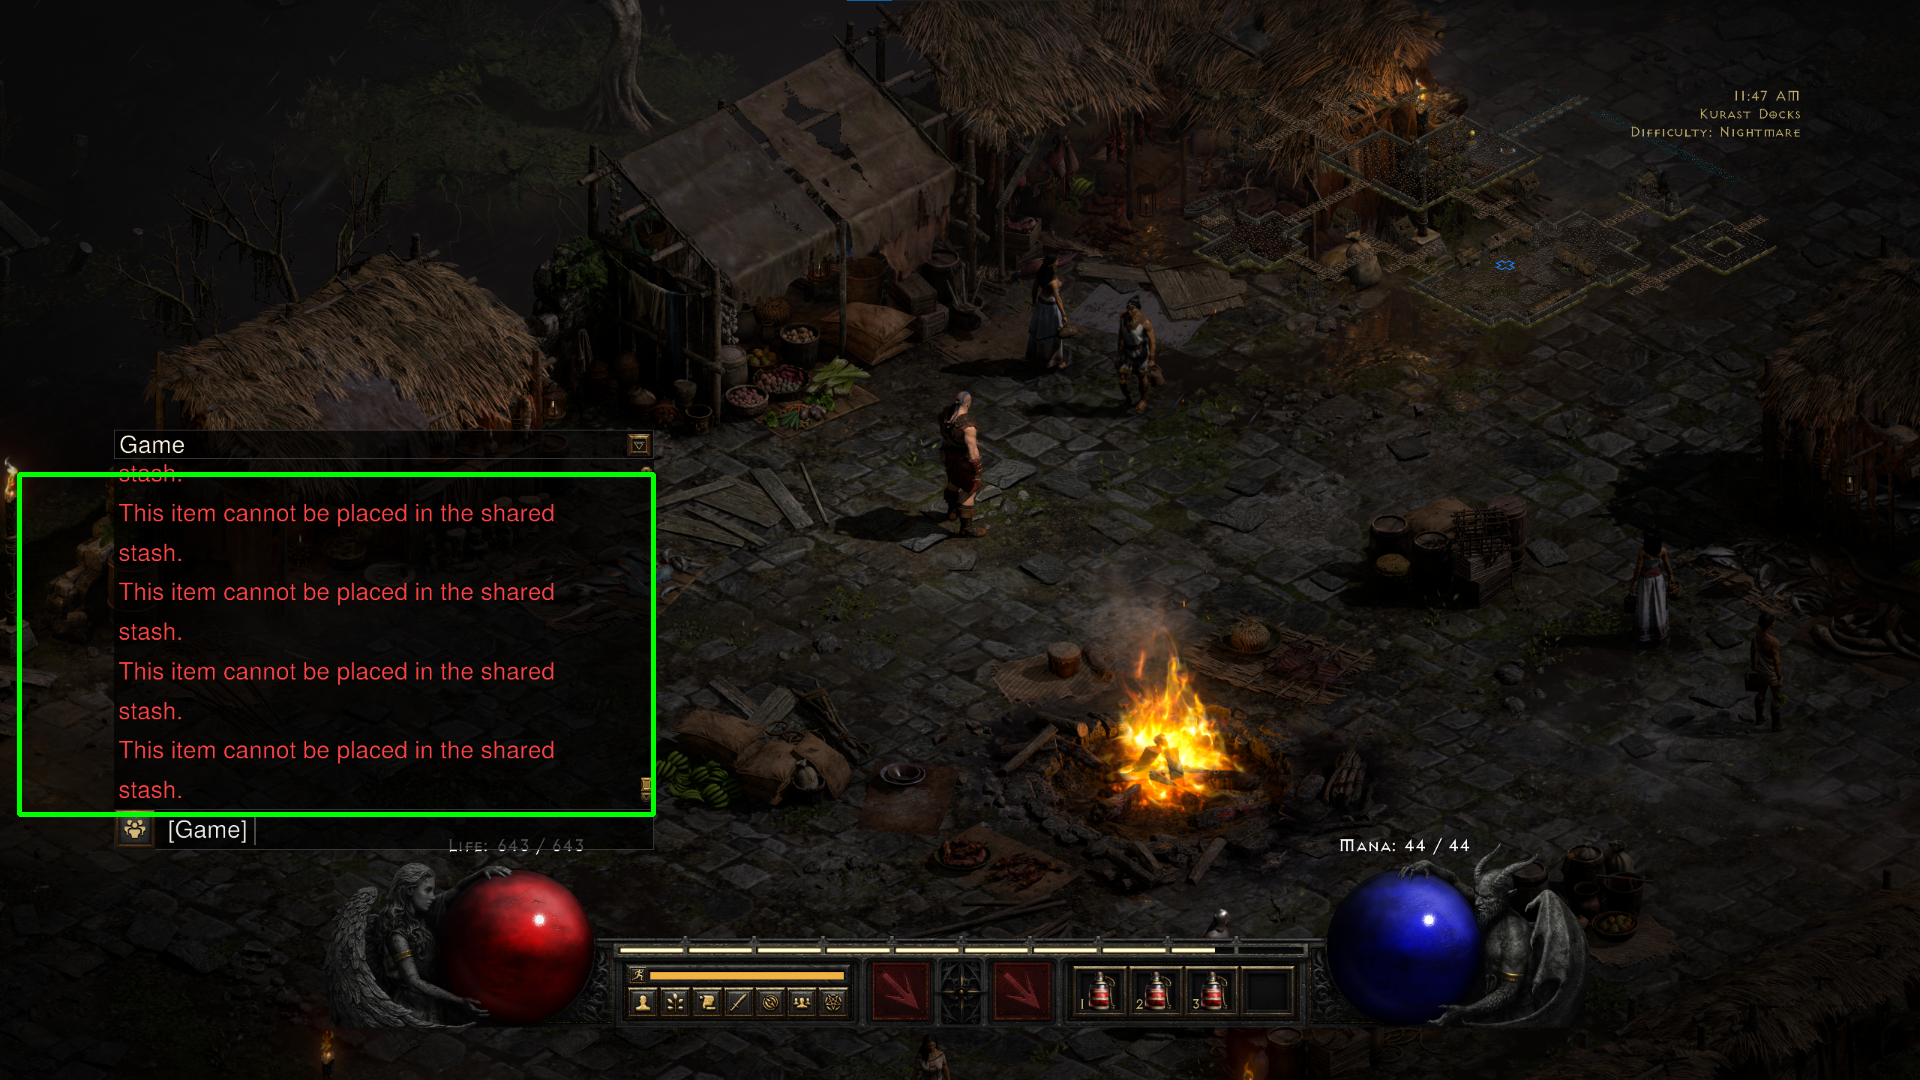 11:47 AM
Kurast Docks
Difficulty: Nightmare
Game
stash.
This item cannot be placed in the shared
stash.
This item cannot be placed in the shared
stash.
This item cannot be placed in the shared
stash.
This item cannot be placed in the shared
stash.
[Game]
Life: 643 / 643
Mana: 44 / 44
1 2 3